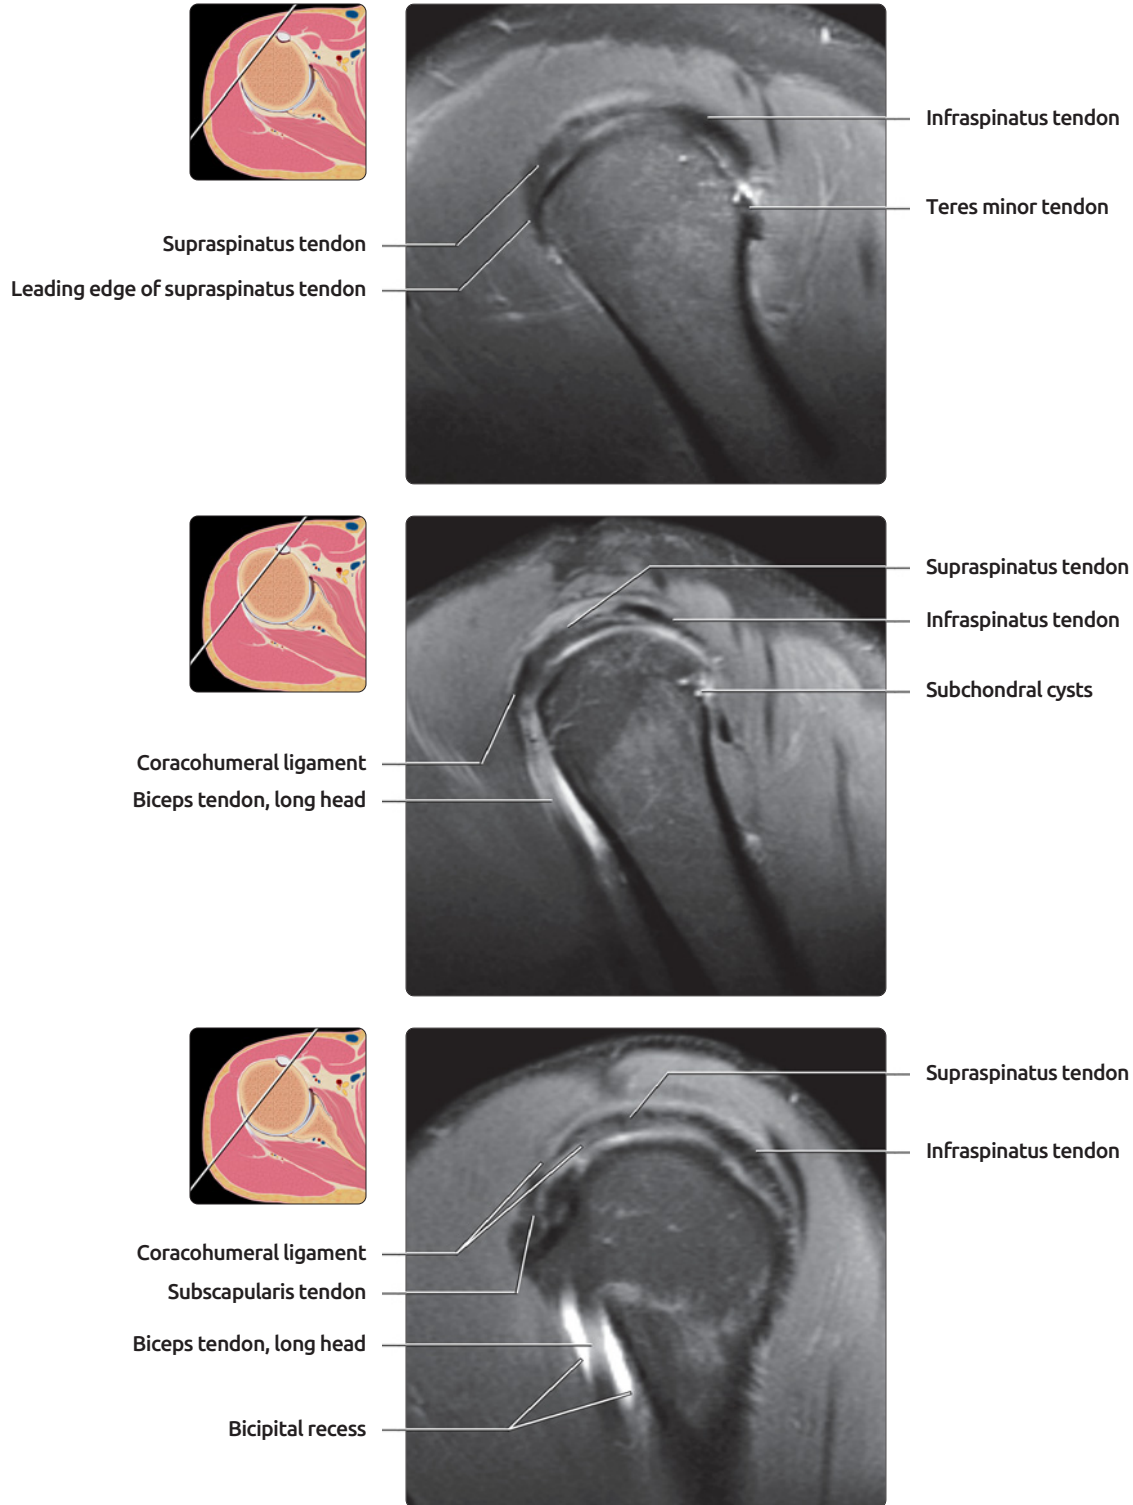 Infraspinatus tendon
Teres minor tendon
Supraspinatus tendon
Leading edge of supraspinatus tendon
Supraspinatus tendon
Infraspinatus tendon
Subchondral cysts
Coracohumeral ligament
Biceps tendon, long head
Supraspinatus tendon
Infraspinatus tendon
Coracohumeral ligament
Subscapularis tendon
Biceps tendon, long head
Bicipital recess